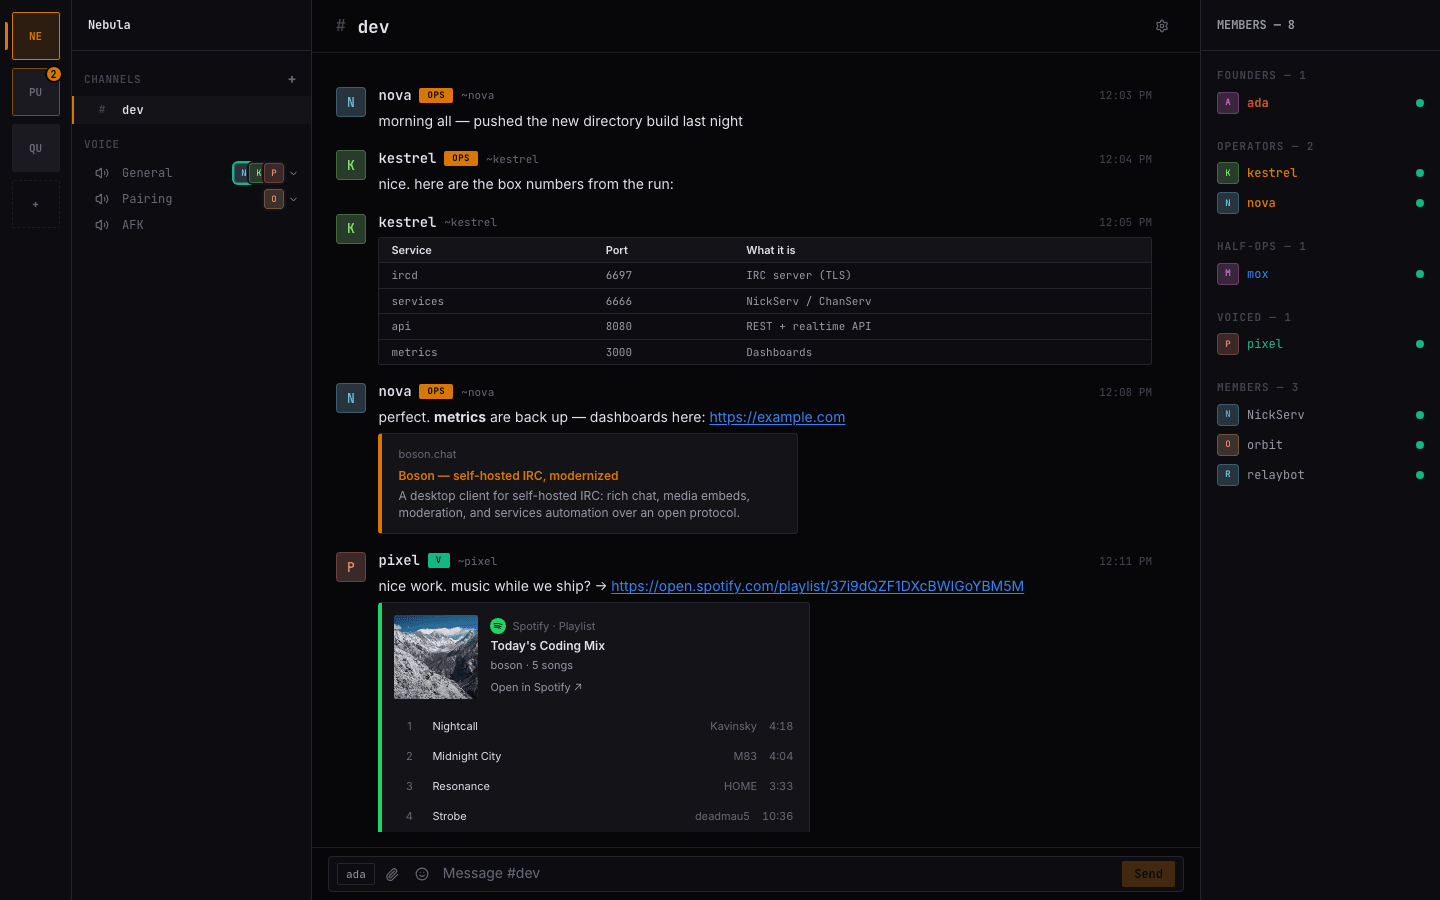 NE
2
PU
QU
+
Nebula
CHANNELS +
# dev
VOICE
General N K P
Pairing O
AFK
# dev
N nova OPS ~nova 12:03 PM
morning all — pushed the new directory build last night
K kestrel OPS ~kestrel 12:04 PM
nice. here are the box numbers from the run:
K kestrel ~kestrel 12:05 PM
Service Port What it is
ircd 6697 IRC server (TLS)
services 6666 NickServ / ChanServ
api 8080 REST + realtime API
metrics 3000 Dashboards
N nova OPS ~nova 12:08 PM
perfect. metrics are back up — dashboards here: https://example.com
boson.chat
Boson — self-hosted IRC, modernized
A desktop client for self-hosted IRC: rich chat, media embeds,
moderation, and services automation over an open protocol.
P pixel V ~pixel 12:11 PM
nice work. music while we ship? → https://open.spotify.com/playlist/37i9dQZF1DXcBWIGoYBM5M
Spotify · Playlist
Today's Coding Mix
boson · 5 songs
Open in Spotify ↗
1 Nightcall Kavinsky 4:18
2 Midnight City M83 4:04
3 Resonance HOME 3:33
4 Strobe deadmau5 10:36
ada Message #dev Send
MEMBERS — 8
FOUNDERS — 1
A ada
OPERATORS — 2
K kestrel
N nova
HALF-OPS — 1
M mox
VOICED — 1
P pixel
MEMBERS — 3
N NickServ
O orbit
R relaybot